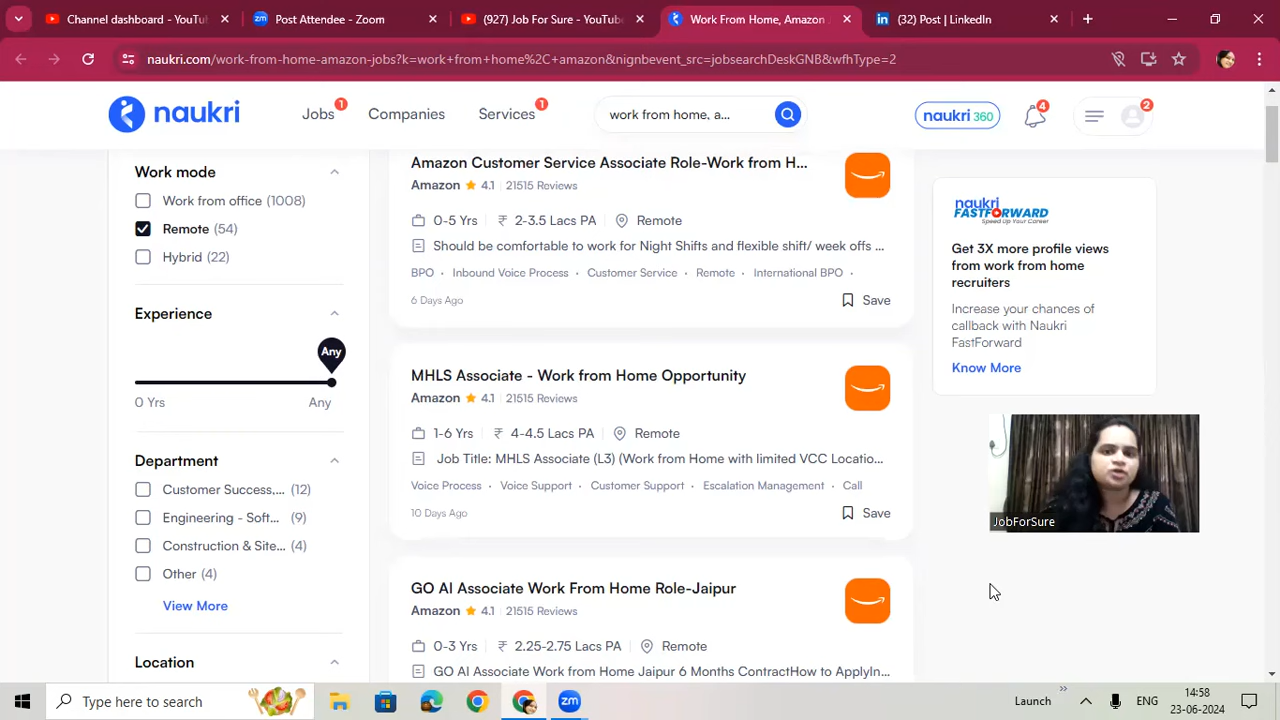 Channel dashboard - YouTu
Post Attendee - Zoom
(927) Job For Sure - YouTube
Work From Home, Amazon
(32) Post | LinkedIn
naukri.com/work-from-home-amazon-jobs?k=work+from+home%2C+amazon&nignbevent_src=jobsearchDeskGNB&wfhType=2
naukri
Jobs 1
Companies
Services 1
work from home, a...
naukri 360
4
2
Work mode
Work from office (1008)
Remote (54)
Hybrid (22)
Experience
Any
0 Yrs
Any
Department
Customer Success,... (12)
Engineering - Soft... (9)
Construction & Site... (4)
Other (4)
View More
Location
Amazon Customer Service Associate Role-Work from H...
Amazon 4.1 21515 Reviews
0-5 Yrs ₹ 2-3.5 Lacs PA Remote
Should be comfortable to work for Night Shifts and flexible shift/ week offs ...
BPO · Inbound Voice Process · Customer Service · Remote · International BPO ·
6 Days Ago
Save
MHLS Associate - Work from Home Opportunity
Amazon 4.1 21515 Reviews
1-6 Yrs ₹ 4-4.5 Lacs PA Remote
Job Title: MHLS Associate (L3) (Work from Home with limited VCC Locatio...
Voice Process · Voice Support · Customer Support · Escalation Management · Call
10 Days Ago
Save
GO AI Associate Work From Home Role-Jaipur
Amazon 4.1 21515 Reviews
0-3 Yrs ₹ 2.25-2.75 Lacs PA Remote
GO AI Associate Work from Home Jaipur 6 Months ContractHow to ApplyIn...
naukri
FASTFORWARD
Speed Up Your Career
Get 3X more profile views
from work from home
recruiters
Increase your chances of
callback with Naukri
FastForward
Know More
JobForSure
Type here to search
zm
Launch
ENG
14:58
23-06-2024